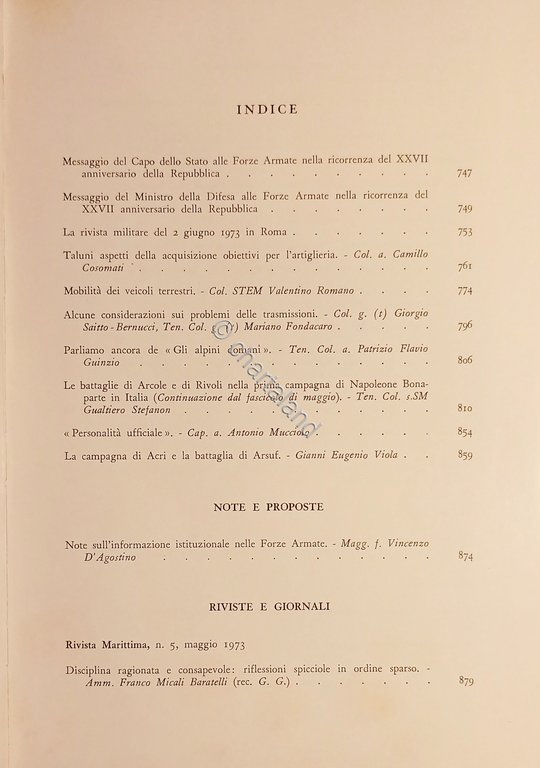 INDICE
Messaggio del Capo dello Stato alle Forze Armate nella ricorrenza del XXVII
anniversario della Repubblica . . . . . . . . . . 747
Messaggio del Ministro della Difesa alle Forze Armate nella ricorrenza del
XXVII anniversario della Repubblica . . . . . . . . 749
La rivista militare del 2 giugno 1973 in Roma . . . . . . . 753
Taluni aspetti della acquisizione obiettivi per l'artiglieria. - Col. a. Camillo
Cosomati . . . . . . . . . . . . . . 761
Mobilità dei veicoli terrestri. - Col. STEM Valentino Romano . . . . 774
Alcune considerazioni sui problemi delle trasmissioni. - Col. g. (t) Giorgio
Saitto-Bernucci, Ten. Col. g. (t) Mariano Fondacaro . . . . . 796
Parliamo ancora de « Gli alpini domani ». - Ten. Col. a. Patrizio Flavio
Guinzio . . . . . . . . . . . . . . 806
Le battaglie di Arcole e di Rivoli nella prima campagna di Napoleone Bona-
parte in Italia (Continuazione dal fascicolo di maggio). - Ten. Col. s.SM
Gualtiero Stefanon . . . . . . . . . . . . 810
« Personalità ufficiale ». - Cap. a. Antonio Mucciolo . . . . . . 854
La campagna di Acri e la battaglia di Arsuf. - Gianni Eugenio Viola . . 859
NOTE E PROPOSTE
Note sull'informazione istituzionale nelle Forze Armate. - Magg. f. Vincenzo
D'Agostino . . . . . . . . . . . . . 874
RIVISTE E GIORNALI
Rivista Marittima, n. 5, maggio 1973
Disciplina ragionata e consapevole: riflessioni spicciole in ordine sparso. -
Amm. Franco Micali Baratelli (rec. G. G.) . . . . . . . 879
© chartaland